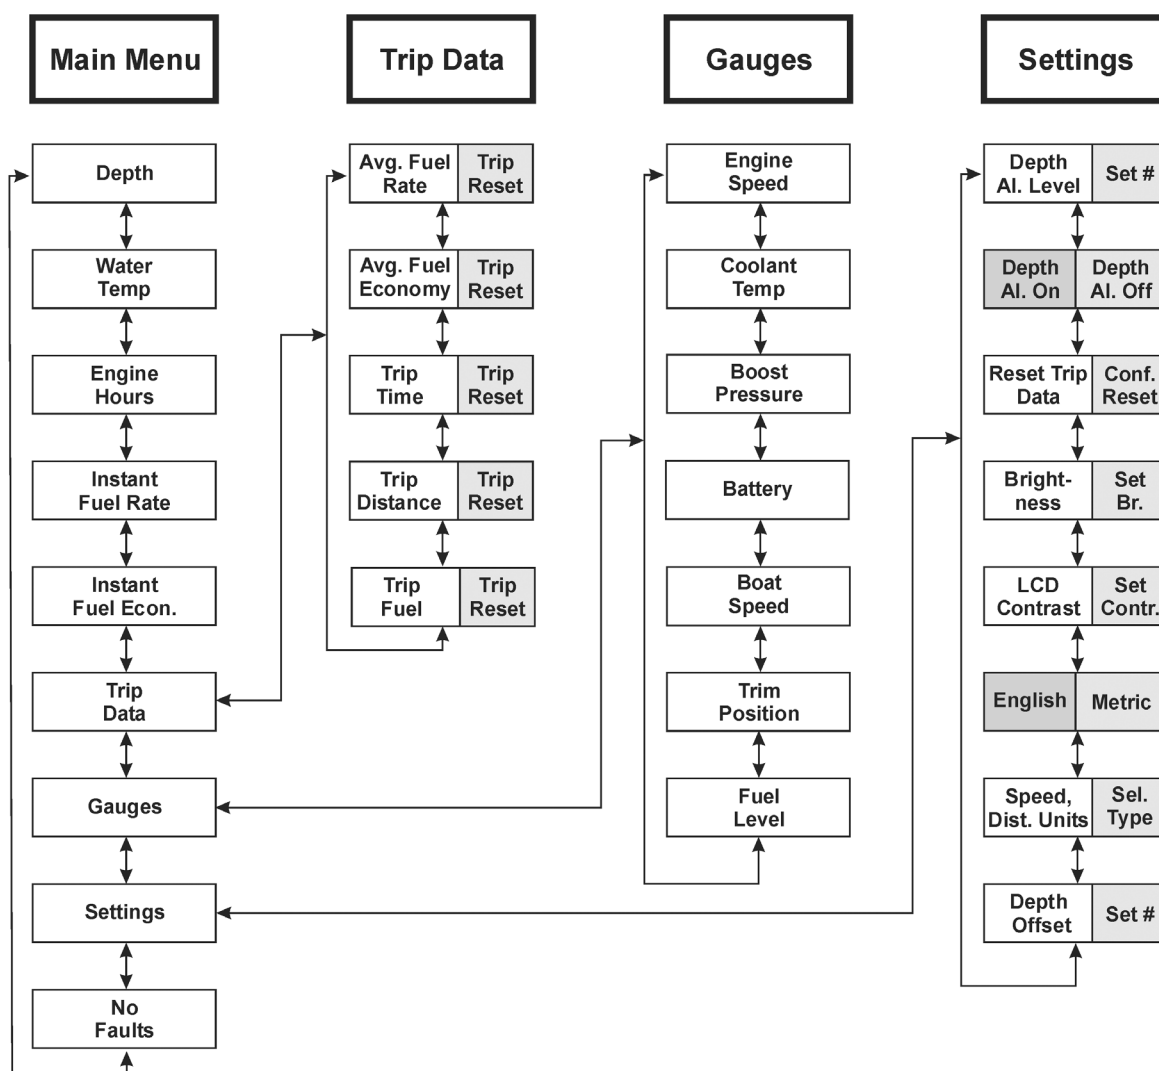 Main Menu
Trip Data
Gauges
Settings
Depth
Water
Temp
Engine
Hours
Instant
Fuel Rate
Instant
Fuel Econ.
Trip
Data
Gauges
Settings
No
Faults
Avg. Fuel
Rate
Trip
Reset
Avg. Fuel
Economy
Trip
Reset
Trip
Time
Trip
Reset
Trip
Distance
Trip
Reset
Trip
Fuel
Trip
Reset
Engine
Speed
Coolant
Temp
Boost
Pressure
Battery
Boat
Speed
Trim
Position
Fuel
Level
Depth
Al. Level
Set #
Depth
Al. On
Depth
Al. Off
Reset Trip
Data
Conf.
Reset
Bright-
ness
Set
Br.
LCD
Contrast
Set
Contr.
English
Metric
Speed,
Dist. Units
Sel.
Type
Depth
Offset
Set #